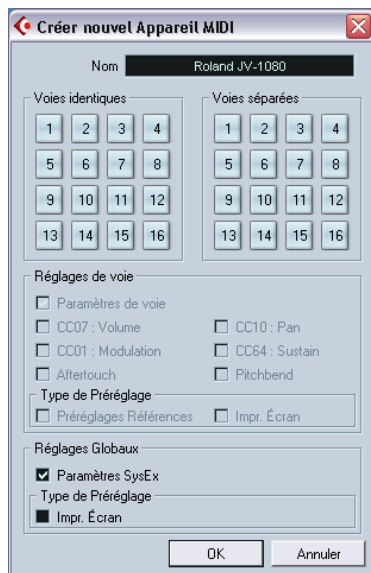 Créer nouvel Appareil MIDI
Nom Roland JV-1080
Voies identiques Voies séparées
1 2 3 4 1 2 3 4
5 6 7 8 5 6 7 8
9 10 11 12 9 10 11 12
13 14 15 16 13 14 15 16
Réglages de voie
Paramètres de voie
CC07 : Volume CC10 : Pan
CC01 : Modulation CC64 : Sustain
Aftertouch Pitchbend
Type de Préréglage
Préréglages Références Impr. Écran
Réglages Globaux
Paramètres SysEx
Type de Préréglage
Impr. Écran
OK Annuler